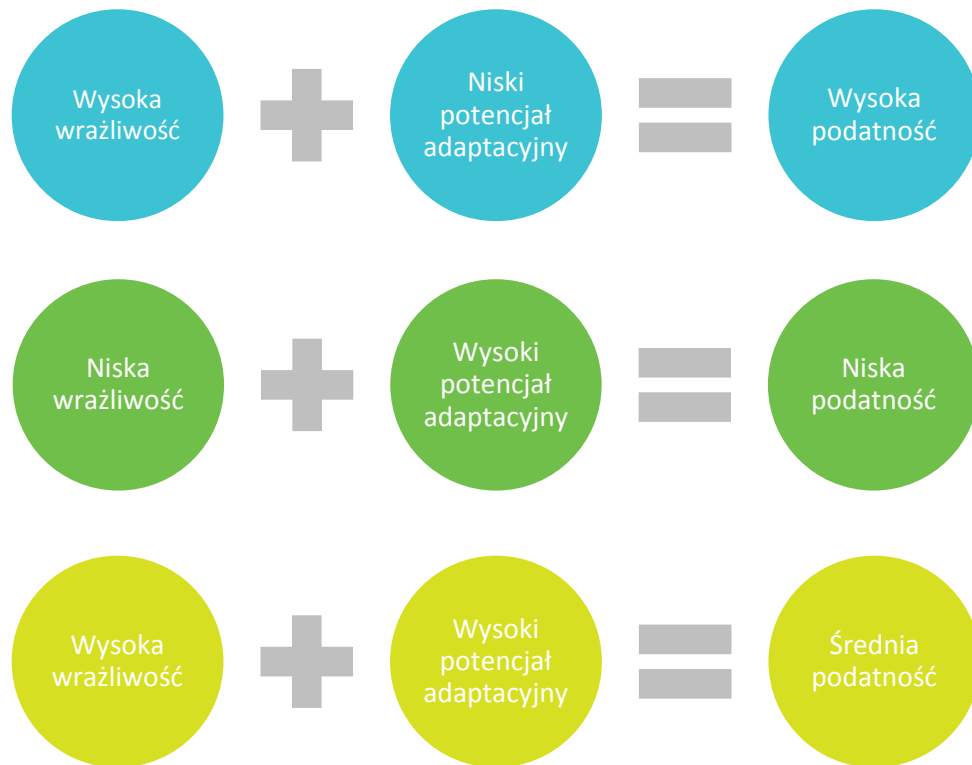 Wysoka
wrażliwość
Niski
potencjał
adaptacyjny
Wysoka
podatność
Niska
wrażliwość
Wysoki
potencjał
adaptacyjny
Niska
podatność
Wysoka
wrażliwość
Wysoki
potencjał
adaptacyjny
Średnia
podatność